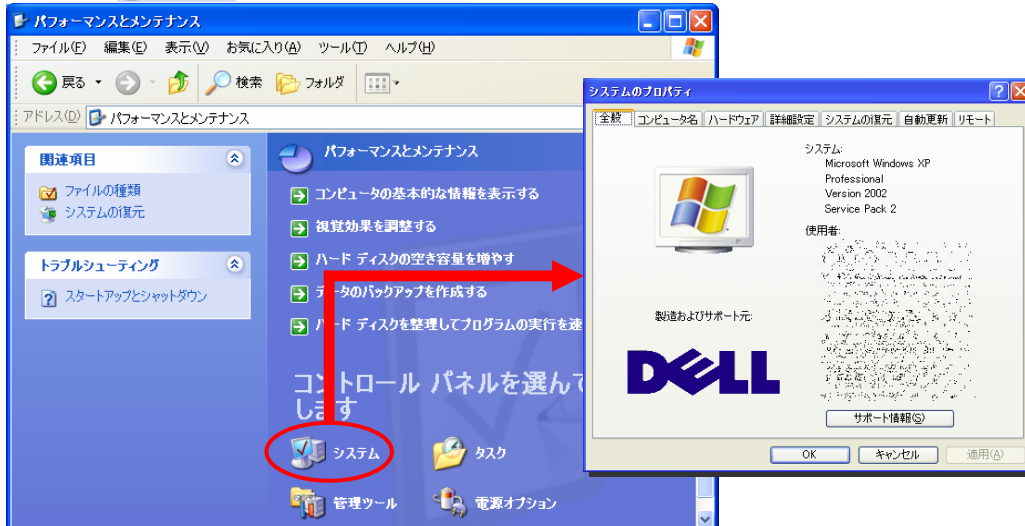 パフォーマンスとメンテナンス
ファイル(F) 編集(E) 表示(V) お気に入り(A) ツール(T) ヘルプ(H)
戻る 検索 フォルダ
アドレス(D) パフォーマンスとメンテナンス
関連項目
ファイルの種類
システムの復元
トラブルシューティング
スタートアップとシャットダウン
パフォーマンスとメンテナンス
コンピュータの基本的な情報を表示する
視覚効果を調整する
ハード ディスクの空き容量を増やす
データのバックアップを作成する
ハード ディスクを整理してプログラムの実行を速
コントロール パネルを選んで
します
システム
タスク
管理ツール
電源オプション
システムのプロパティ
全般 コンピュータ名 ハードウェア 詳細設定 システムの復元 自動更新 リモート
システム:
Microsoft Windows XP
Professional
Version 2002
Service Pack 2
使用者:
製造およびサポート元:
DELL
サポート情報(S)
OK キャンセル 適用(A)